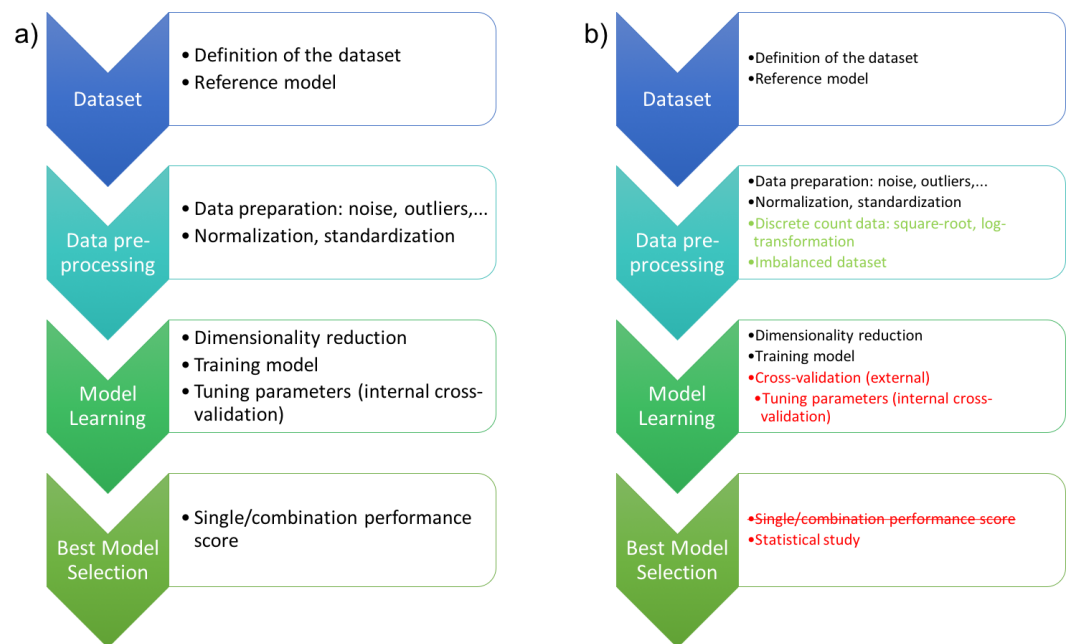 a)
Dataset
• Definition of the dataset
• Reference model
Data pre-
processing
• Data preparation: noise, outliers,...
• Normalization, standardization
Model
Learning
• Dimensionality reduction
• Training model
• Tuning parameters (internal cross-
validation)
Best Model
Selection
• Single/combination performance
score
b)
Dataset
•Definition of the dataset
•Reference model
Data pre-
processing
•Data preparation: noise, outliers,...
•Normalization, standardization
•Discrete count data: square-root, log-
transformation
•Imbalanced dataset
Model
Learning
•Dimensionality reduction
•Training model
•Cross-validation (external)
•Tuning parameters (internal cross-
validation)
Best Model
Selection
•Single/combination performance score
•Statistical study